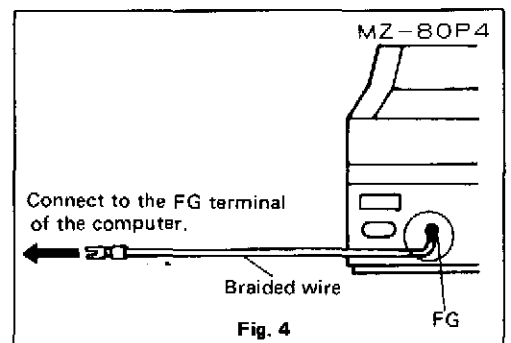 MZ-80P4
Connect to the FG terminal
of the computer.
Braided wire
FG
Fig. 4